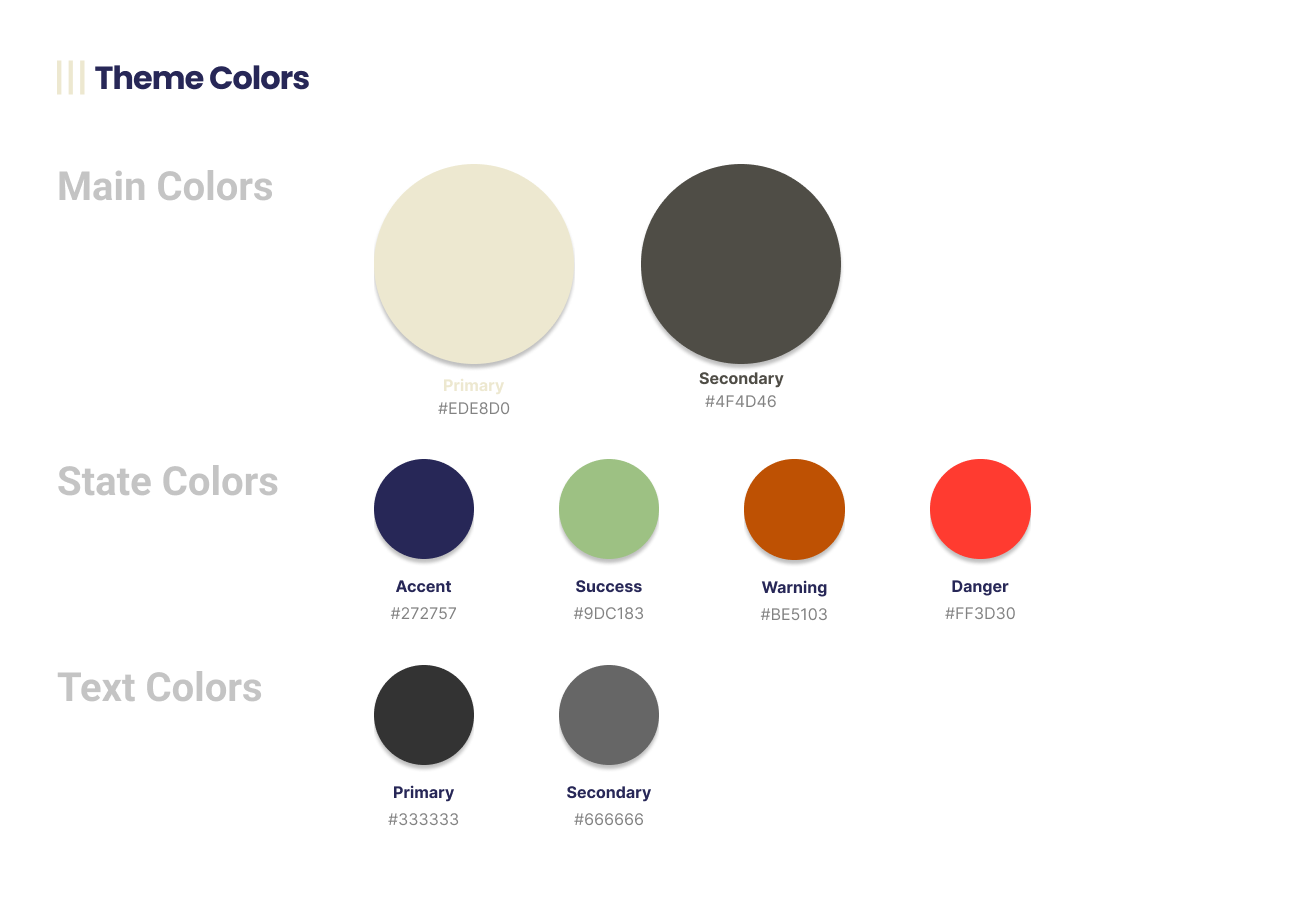 Theme Colors
Main Colors
Primary
#EDE8D0
Secondary
#4F4D46
State Colors
Accent
#272757
Success
#9DC183
Warning
#BE5103
Danger
#FF3D30
Text Colors
Primary
#333333
Secondary
#666666